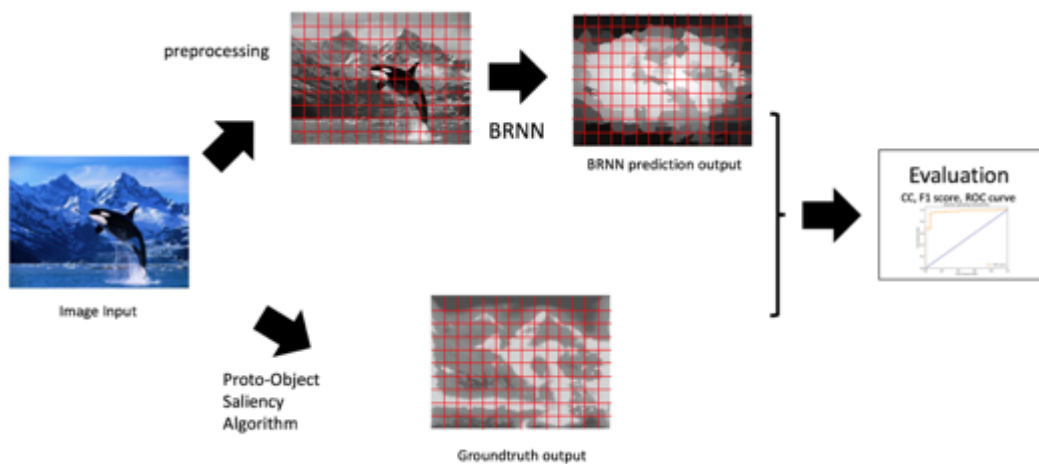 preprocessing
BRNN
BRNN prediction output
Image Input
Proto-Object
Saliency
Algorithm
Groundtruth output
Evaluation
CC, F1 score, ROC curve